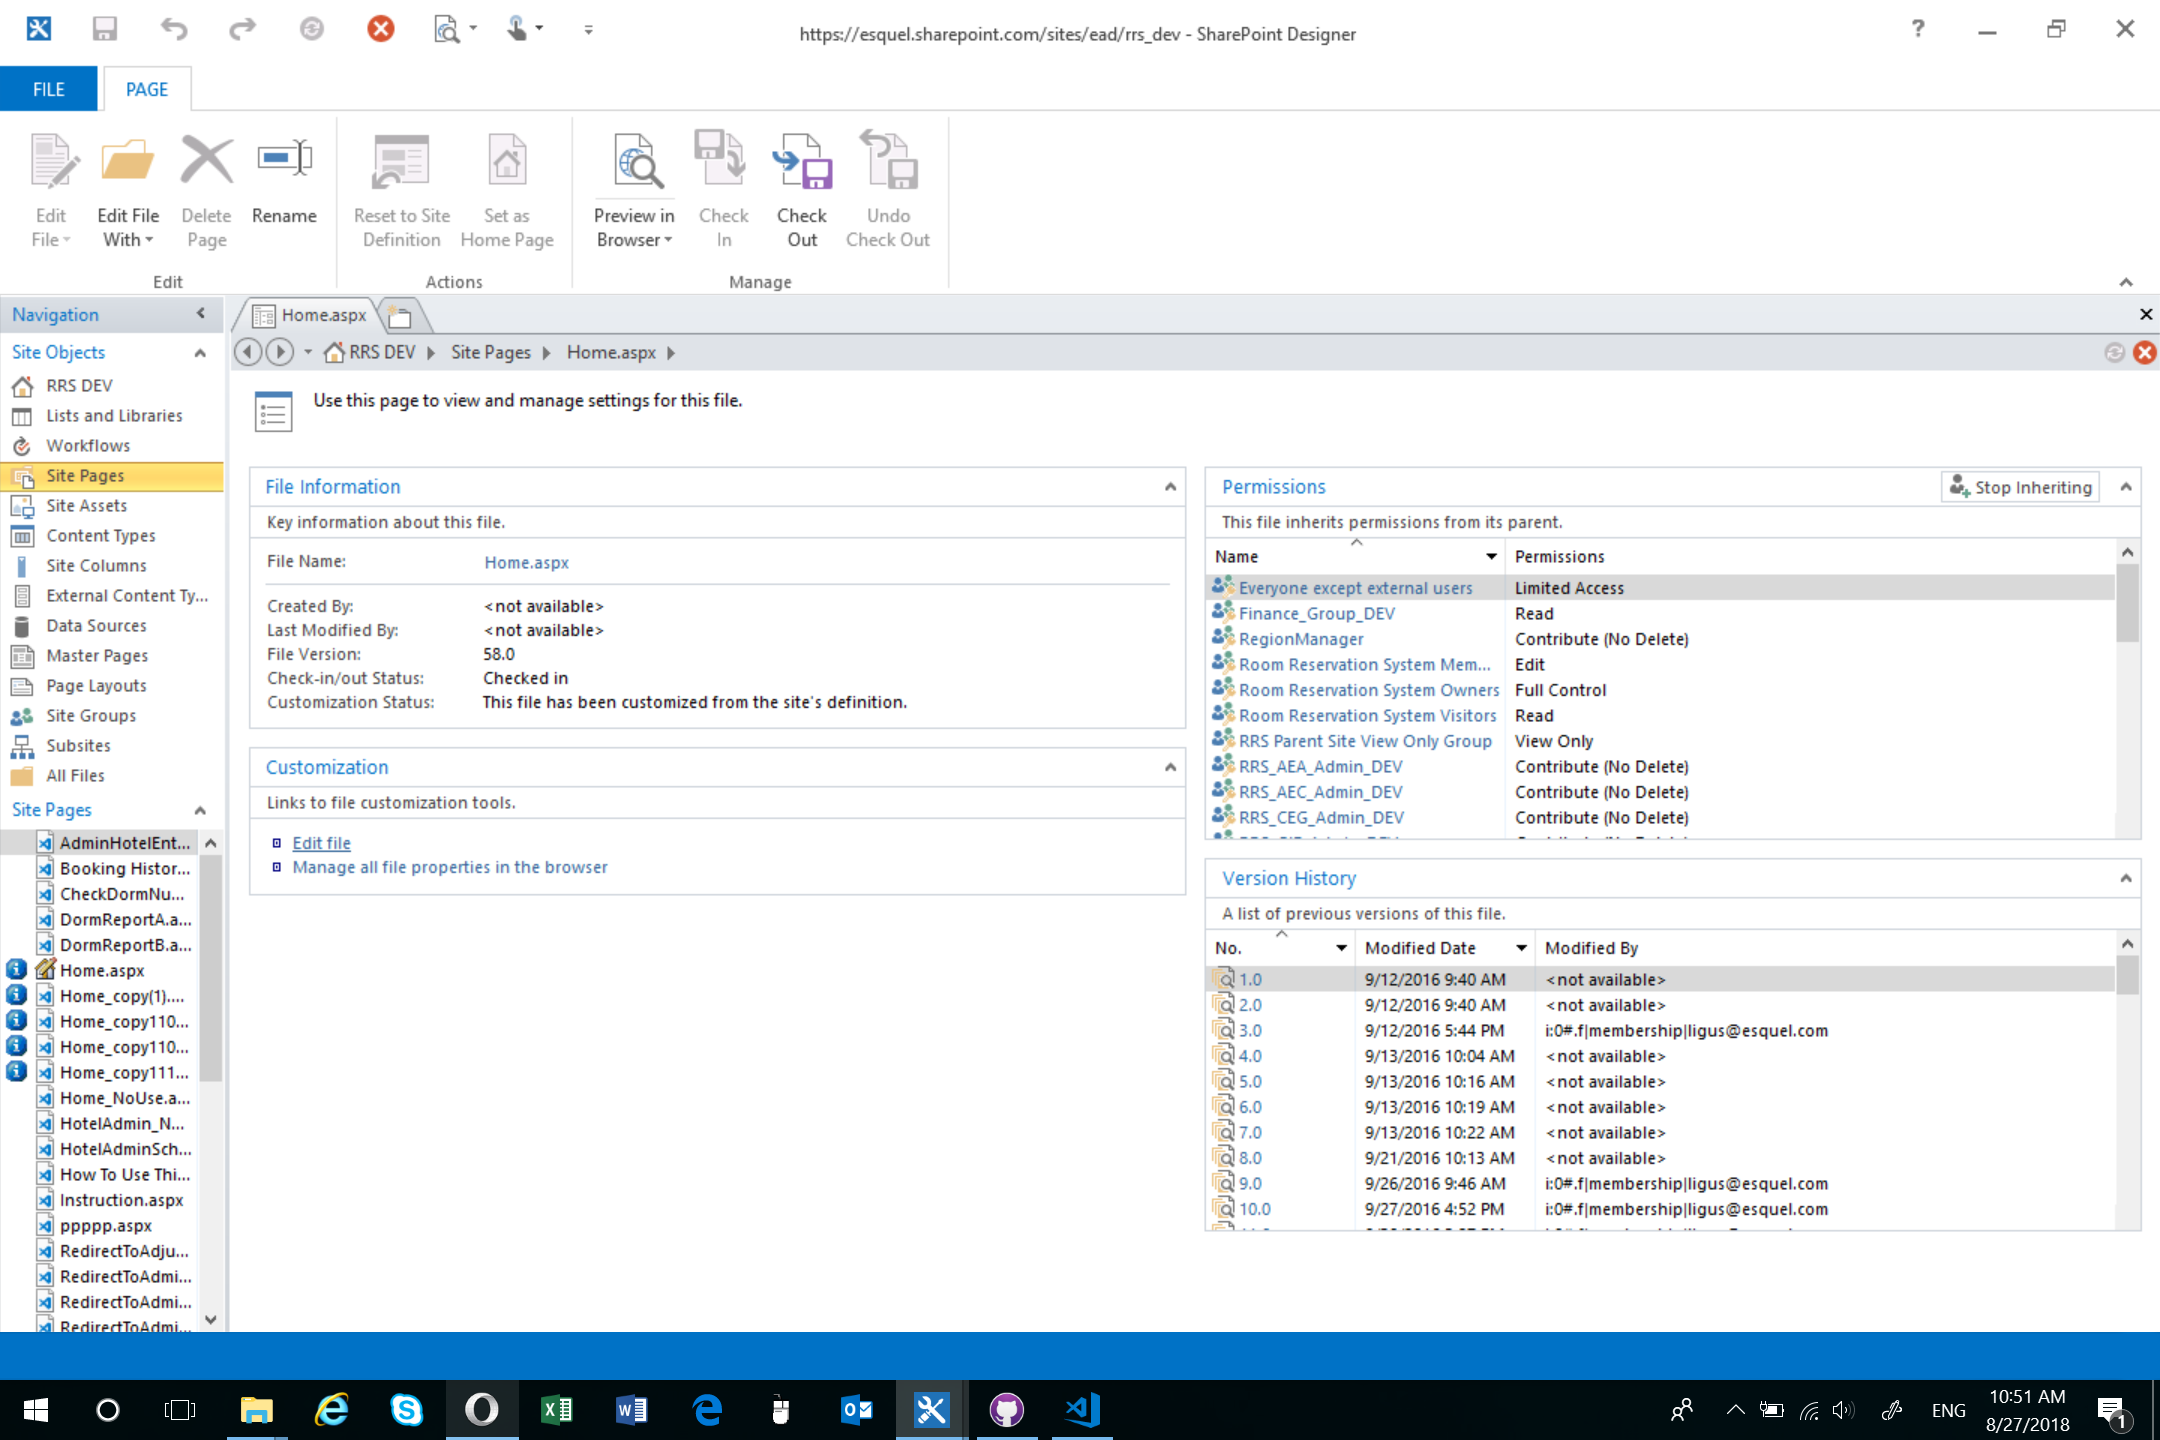 https://esquel.sharepoint.com/sites/ead/rrs_dev - SharePoint Designer
?
FILE
PAGE
Edit File
Edit File With
Delete Page
Rename
Reset to Site Definition
Set as Home Page
Preview in Browser
Check In
Check Out
Undo Check Out
Edit
Actions
Manage
Navigation
Site Objects
RRS DEV
Lists and Libraries
Workflows
Site Pages
Site Assets
Content Types
Site Columns
External Content Ty...
Data Sources
Master Pages
Page Layouts
Site Groups
Subsites
All Files
Site Pages
AdminHotelEnt...
Booking Histor...
CheckDormNu...
DormReportA.a...
DormReportB.a...
Home.aspx
Home_copy(1)....
Home_copy110...
Home_copy110...
Home_copy111...
Home_NoUse.a...
HotelAdmin_N...
HotelAdminSch...
How To Use Thi...
Instruction.aspx
ppppp.aspx
RedirectToAdju...
RedirectToAdmi...
RedirectToAdmi...
RedirectToAdmi...
Home.aspx
RRS DEV Site Pages Home.aspx
Use this page to view and manage settings for this file.
File Information
Key information about this file.
File Name: Home.aspx
Created By: <not available>
Last Modified By: <not available>
File Version: 58.0
Check-in/out Status: Checked in
Customization Status: This file has been customized from the site's definition.
Customization
Links to file customization tools.
Edit file
Manage all file properties in the browser
Permissions
Stop Inheriting
This file inherits permissions from its parent.
Name Permissions
Everyone except external users Limited Access
Finance_Group_DEV Read
RegionManager Contribute (No Delete)
Room Reservation System Mem... Edit
Room Reservation System Owners Full Control
Room Reservation System Visitors Read
RRS Parent Site View Only Group View Only
RRS_AEA_Admin_DEV Contribute (No Delete)
RRS_AEC_Admin_DEV Contribute (No Delete)
RRS_CEG_Admin_DEV Contribute (No Delete)
Version History
A list of previous versions of this file.
No. Modified Date Modified By
1.0 9/12/2016 9:40 AM <not available>
2.0 9/12/2016 9:40 AM <not available>
3.0 9/12/2016 5:44 PM i:0#.f|membership|ligus@esquel.com
4.0 9/13/2016 10:04 AM <not available>
5.0 9/13/2016 10:16 AM <not available>
6.0 9/13/2016 10:19 AM <not available>
7.0 9/13/2016 10:22 AM <not available>
8.0 9/21/2016 10:13 AM <not available>
9.0 9/26/2016 9:46 AM i:0#.f|membership|ligus@esquel.com
10.0 9/27/2016 4:52 PM i:0#.f|membership|ligus@esquel.com
ENG
10:51 AM
8/27/2018
1